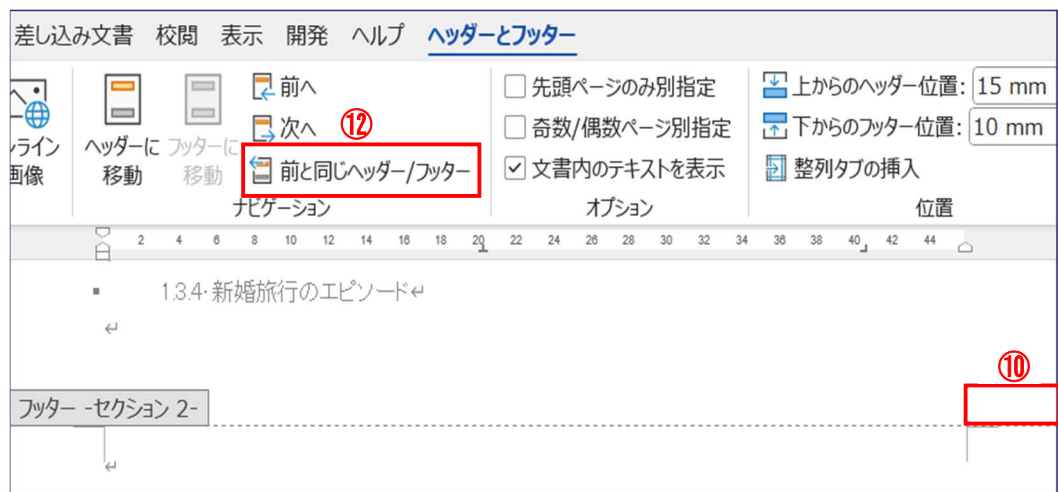 差し込み文書 校閲 表示 開発 ヘルプ ヘッダーとフッター
前へ
次へ
⑫
ヘッダーに
移動
フッターに
移動
前と同じヘッダー/フッター
ナビゲーション
先頭ページのみ別指定
奇数/偶数ページ別指定
文書内のテキストを表示
オプション
上からのヘッダー位置: 15 mm
下からのフッター位置: 10 mm
整列タブの挿入
位置
2 4 6 8 10 12 14 16 18 20 22 24 26 28 30 32 34 36 38 40 42 44
1.3.4 新婚旅行のエピソード↵
↵
⑩
フッター -セクション 2-
↵